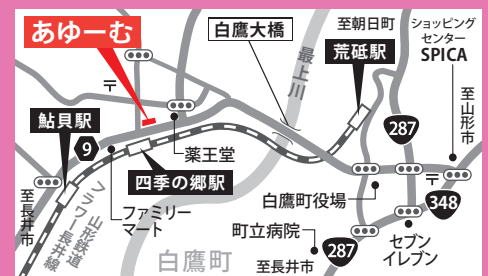 あゆーむ
白鷹大橋
至朝日町
ショッピング
センター
SPICA
荒砥駅
最上川
〒
鮎貝駅
9
薬王堂
287
至山形市
四季の郷駅
白鷹町役場
〒
348
至長井市
フラワー長井線
山形鉄道
ファミリー
マート
町立病院
白鷹町
287
至長井市
セブン
イレブン